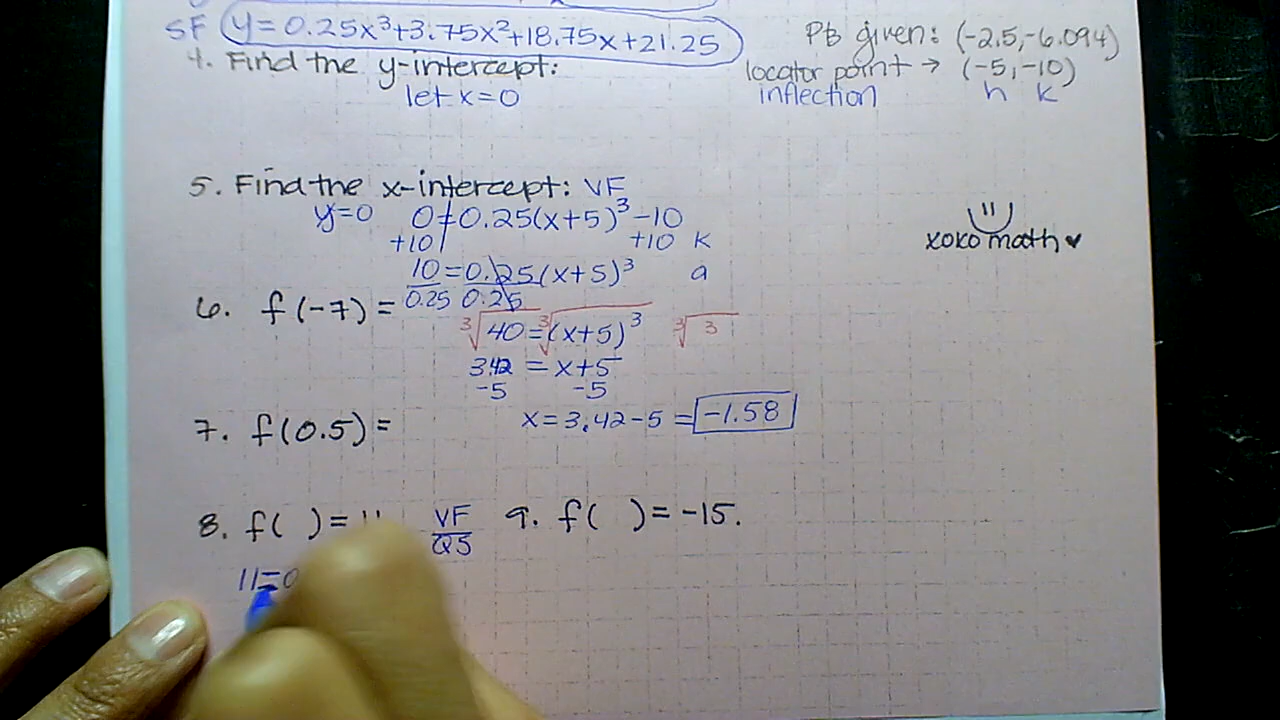 SF y=0.25x³+3.75x²+18.75x+21.25
PB given: (-2.5,-6.094)
4. Find the y-intercept:
let x=0
locator point → (-5,-10)
inflection h k
5. Find the x-intercept: VF
y=0 0=0.25(x+5)³-10
+10 +10 k
10=0.25(x+5)³ a
0.25 0.25
xoxo math ♥
6. f(-7)=
∛40=∛(x+5)³ ∛3
3.42 = x+5
-5 -5
x=3.42-5=-1.58
7. f(0.5)=
8. f( )=11 VF
Q5
9. f( )=-15.
11=0